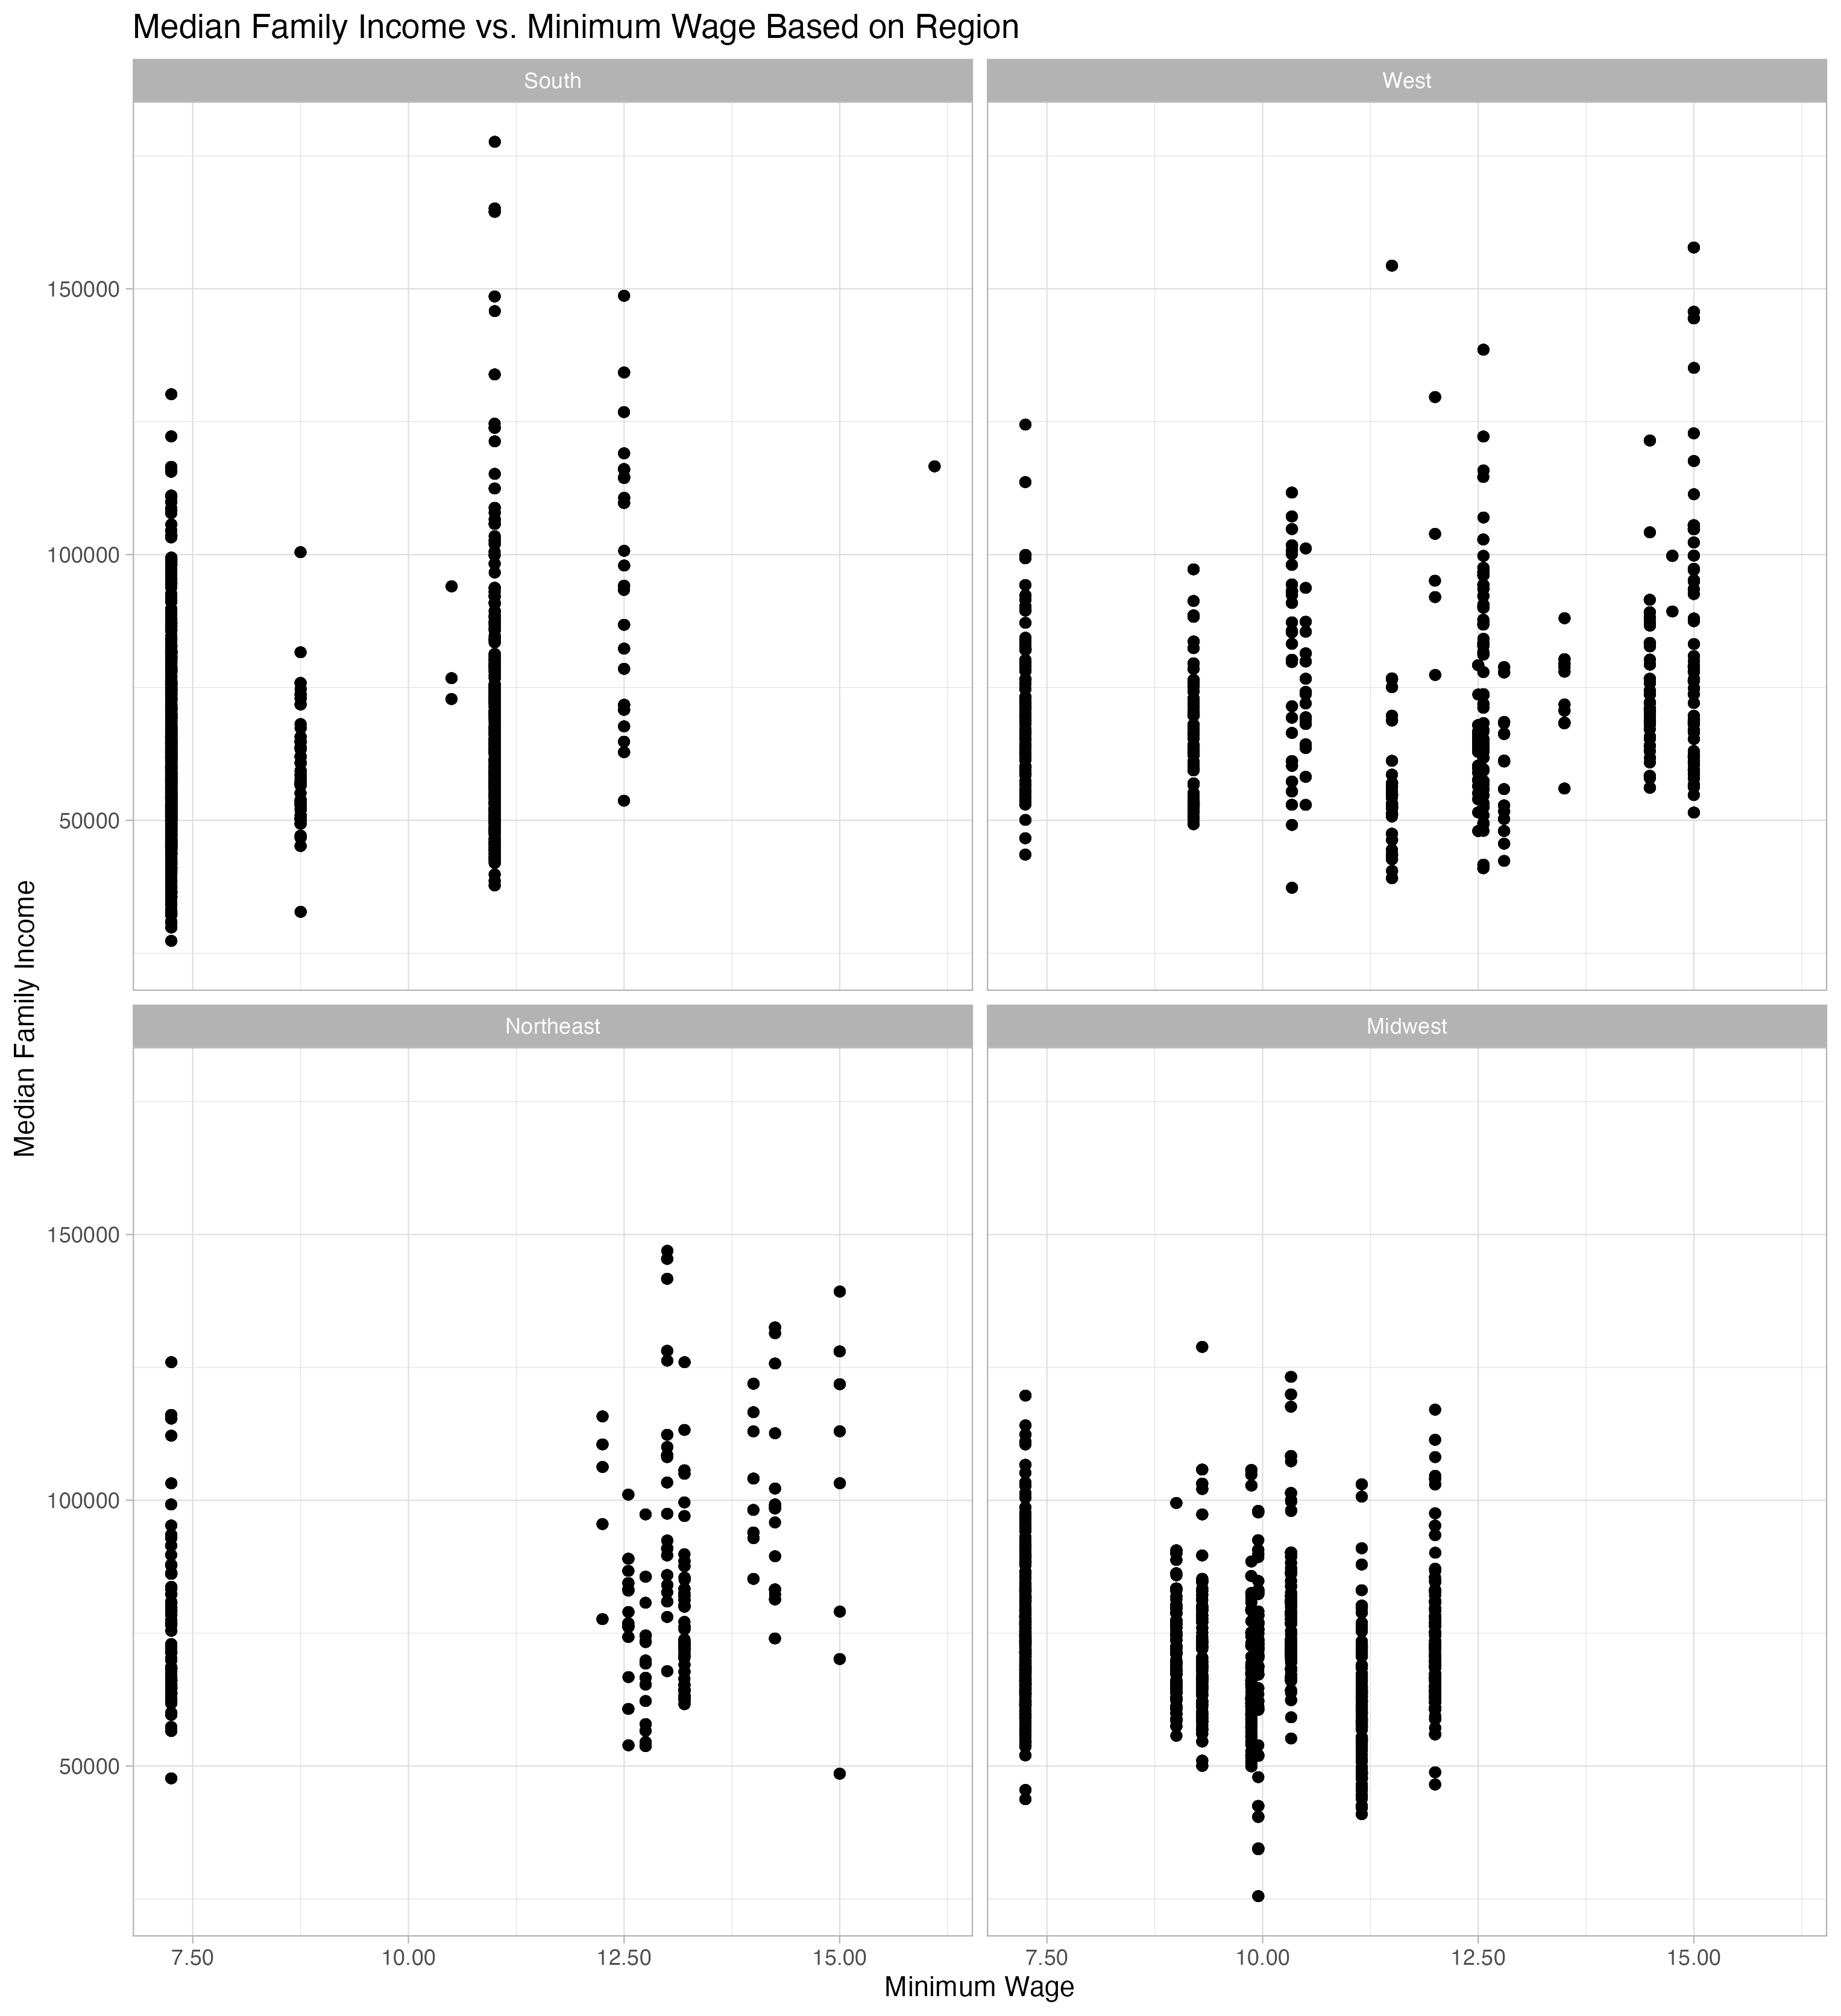 Median Family Income vs. Minimum Wage Based on Region
South
West
150000
100000
50000
Median Family Income
Northeast
Midwest
150000
100000
50000
7.50 10.00 12.50 15.00 7.50 10.00 12.50 15.00
Minimum Wage